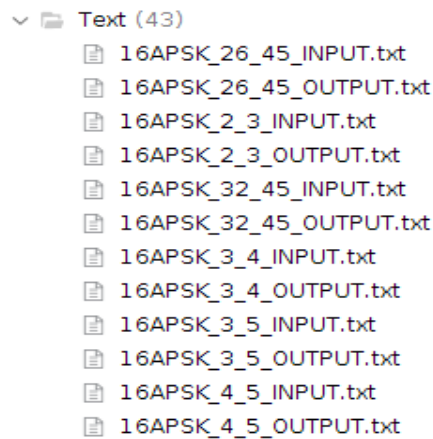 Text (43)
16APSK_26_45_INPUT.txt
16APSK_26_45_OUTPUT.txt
16APSK_2_3_INPUT.txt
16APSK_2_3_OUTPUT.txt
16APSK_32_45_INPUT.txt
16APSK_32_45_OUTPUT.txt
16APSK_3_4_INPUT.txt
16APSK_3_4_OUTPUT.txt
16APSK_3_5_INPUT.txt
16APSK_3_5_OUTPUT.txt
16APSK_4_5_INPUT.txt
16APSK_4_5_OUTPUT.txt